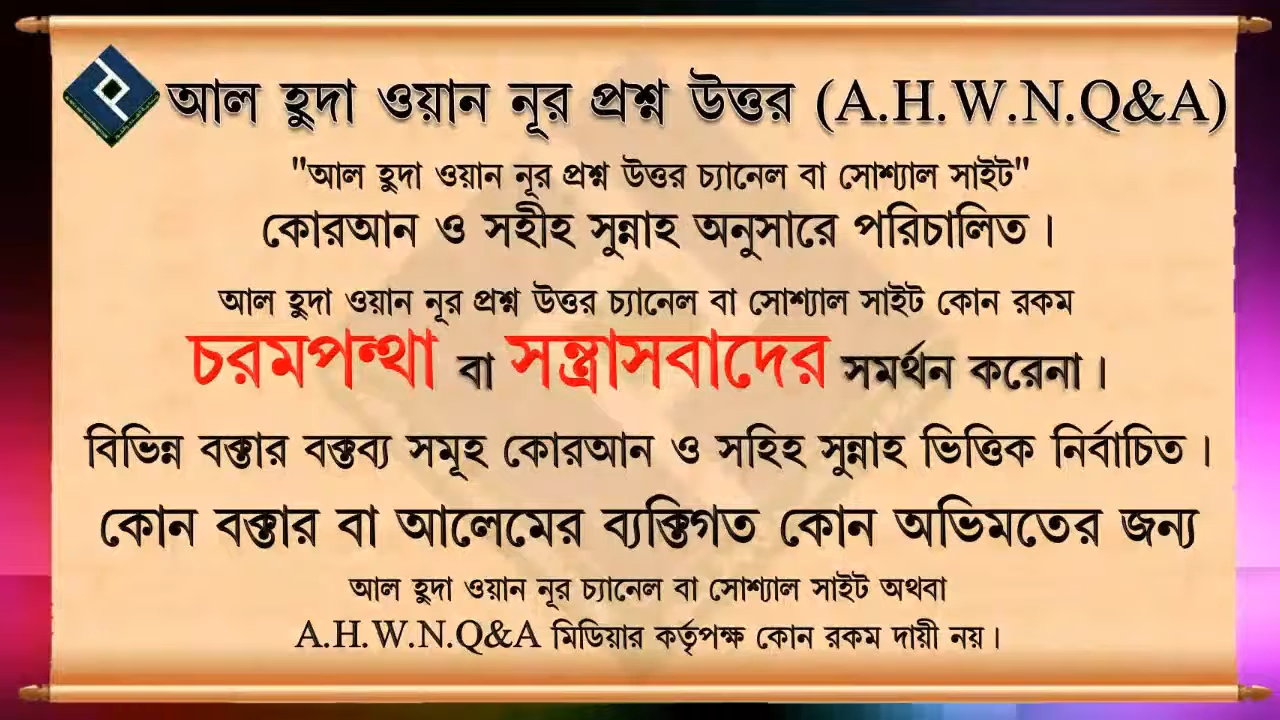 আল হুদা ওয়ান নূর প্রশ্ন উত্তর (A.H.W.N.Q&A)
"আল হুদা ওয়ান নূর প্রশ্ন উত্তর চ্যানেল বা সোশ্যাল সাইট"
কোরআন ও সহীহ সুন্নাহ অনুসারে পরিচালিত।
আল হুদা ওয়ান নূর প্রশ্ন উত্তর চ্যানেল বা সোশ্যাল সাইট কোন রকম
চরমপন্থা বা সন্ত্রাসবাদের সমর্থন করেনা।
বিভিন্ন বক্তার বক্তব্য সমূহ কোরআন ও সহিহ সুন্নাহ ভিত্তিক নির্বাচিত।
কোন বক্তার বা আলেমের ব্যক্তিগত কোন অভিমতের জন্য
আল হুদা ওয়ান নূর চ্যানেল বা সোশ্যাল সাইট অথবা
A.H.W.N.Q&A মিডিয়ার কর্তৃপক্ষ কোন রকম দায়ী নয়।